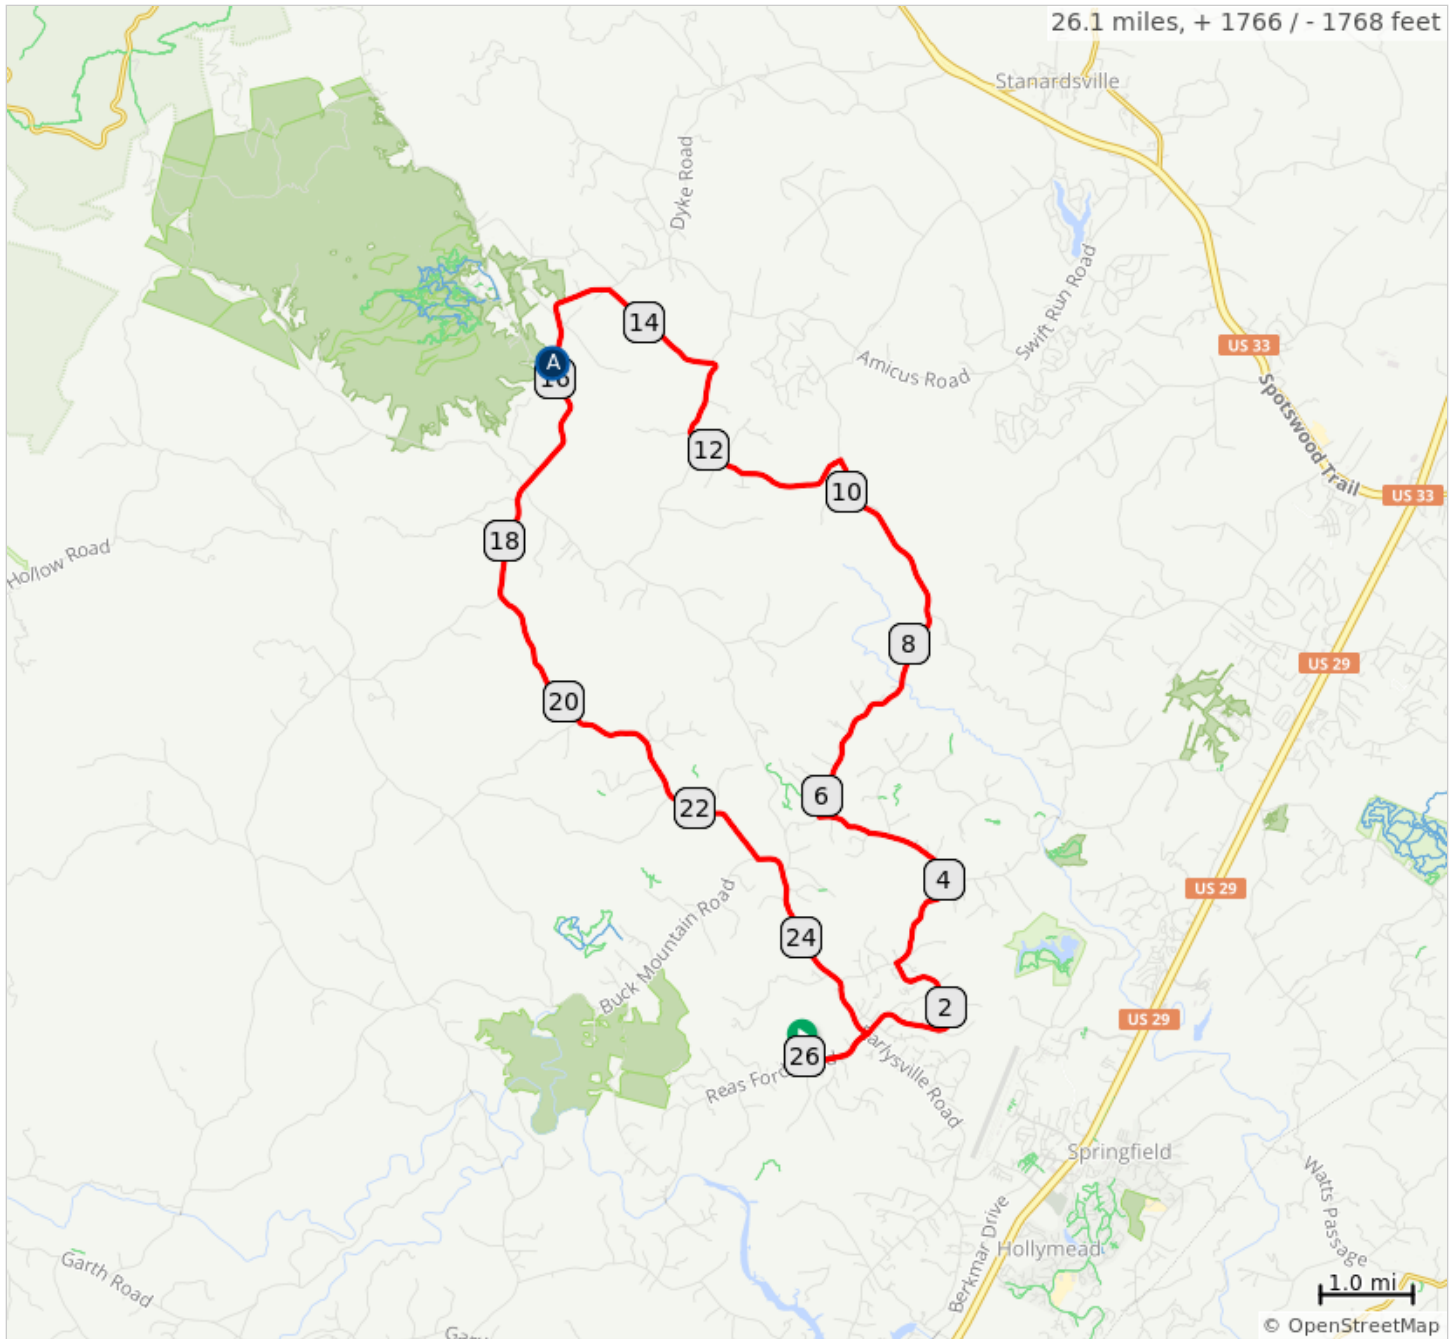 26.1 miles, + 1766 / - 1768 feet
Stanardsville
Dyke Road
Swift Run Road
A
14
16
US 33
Amicus Road
Spotswood Trail
12
10
US 33
18
Hollow Road
8
US 29
20
6
22
4
US 29
Buck Mountain Road
24
2
US 29
26
Reas Ford
Road
Springfield
Watts Passage
Berkmar Drive
Hollymead
Garth Road
1.0 mi
© OpenStreetMap